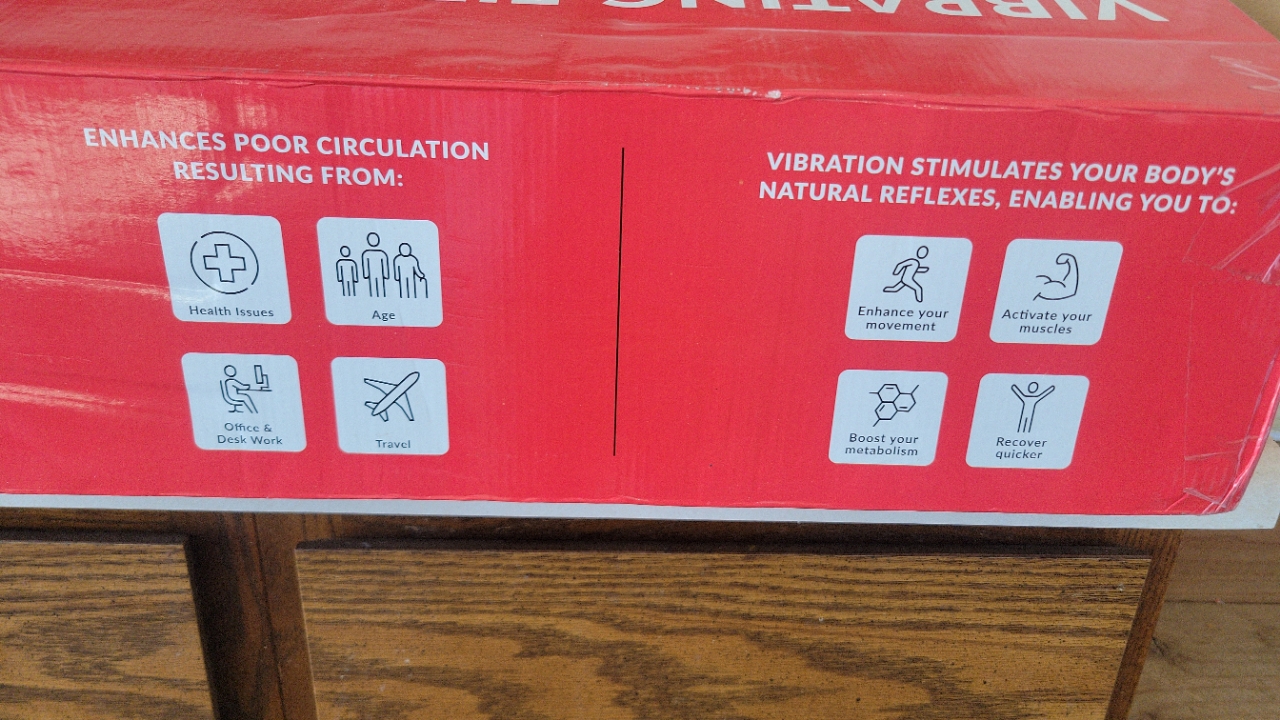 VIBRATING
ENHANCES POOR CIRCULATION
RESULTING FROM:
Health Issues
Age
Office &
Desk Work
Travel
VIBRATION STIMULATES YOUR BODY'S
NATURAL REFLEXES, ENABLING YOU TO:
Enhance your
movement
Activate your
muscles
Boost your
metabolism
Recover
quicker